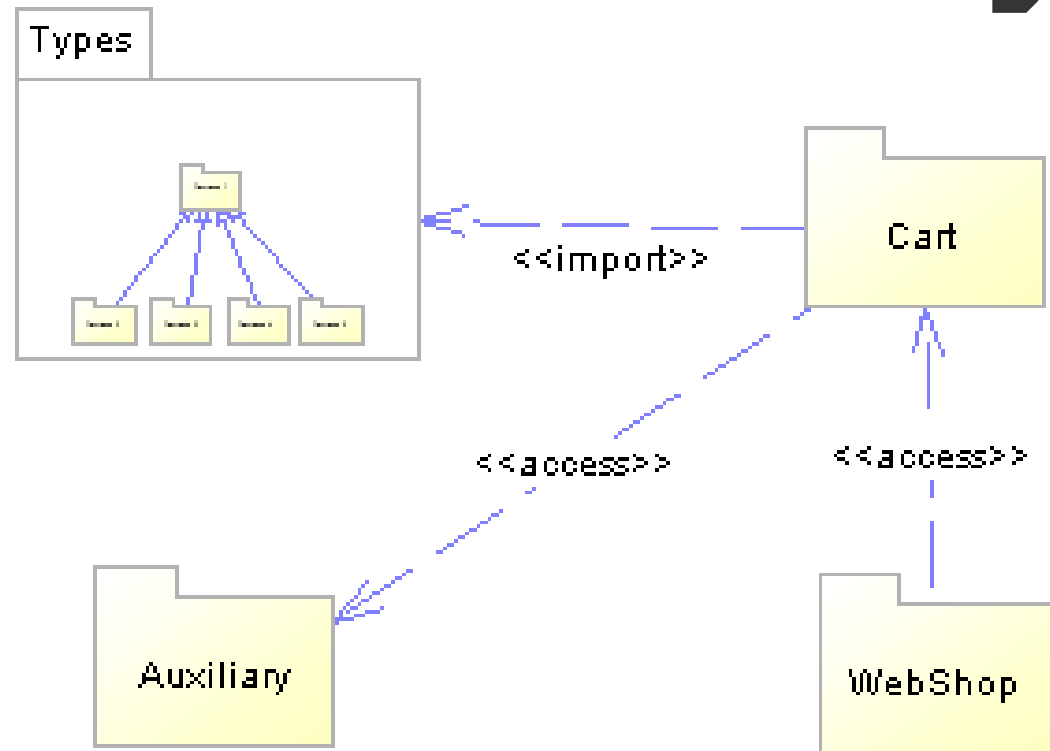 Types
Cart
<<import>>
<<access>>
<<access>>
Auxiliary
WebShop